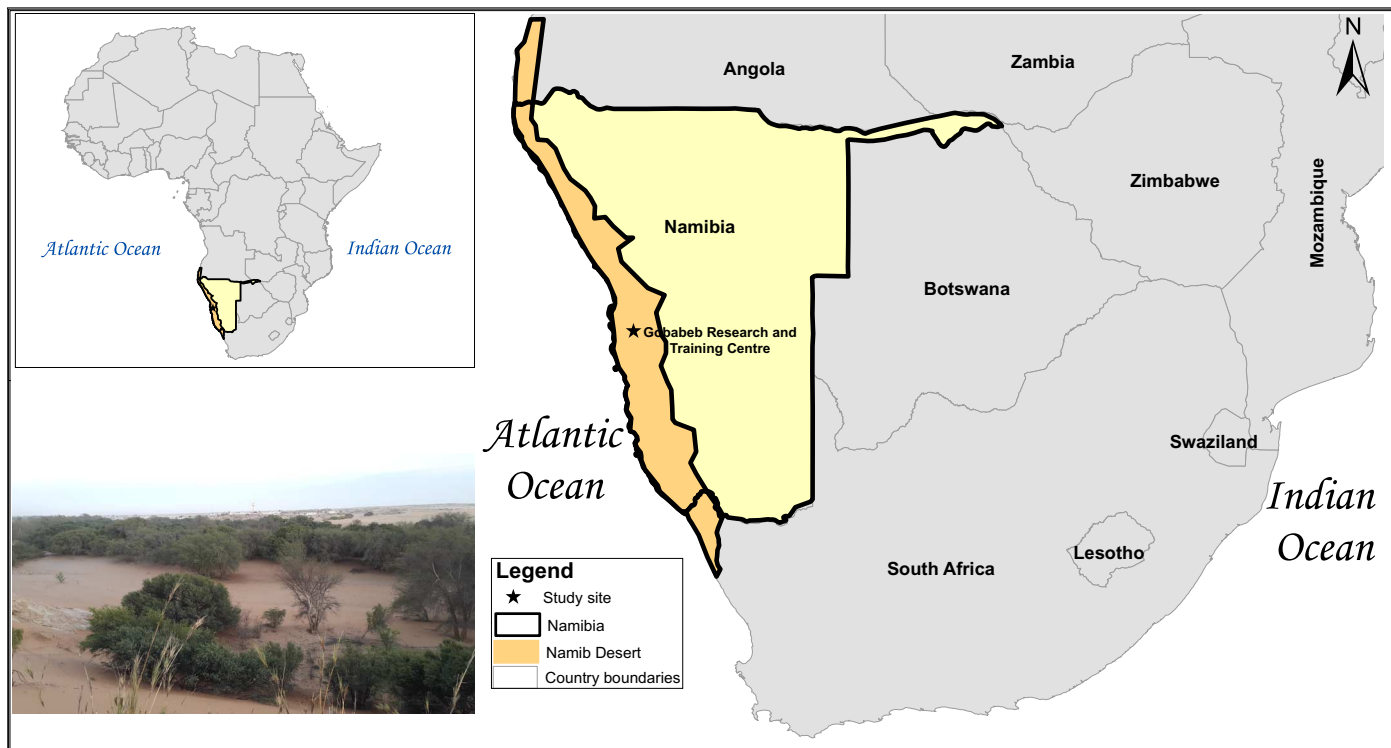 Atlantic Ocean
Indian Ocean
N
Angola
Zambia
Zimbabwe
Mozambique
Namibia
Botswana
Gobabeb Research and
Training Centre
Atlantic
Ocean
Swaziland
Indian
Ocean
Lesotho
South Africa
Legend
Study site
Namibia
Namib Desert
Country boundaries